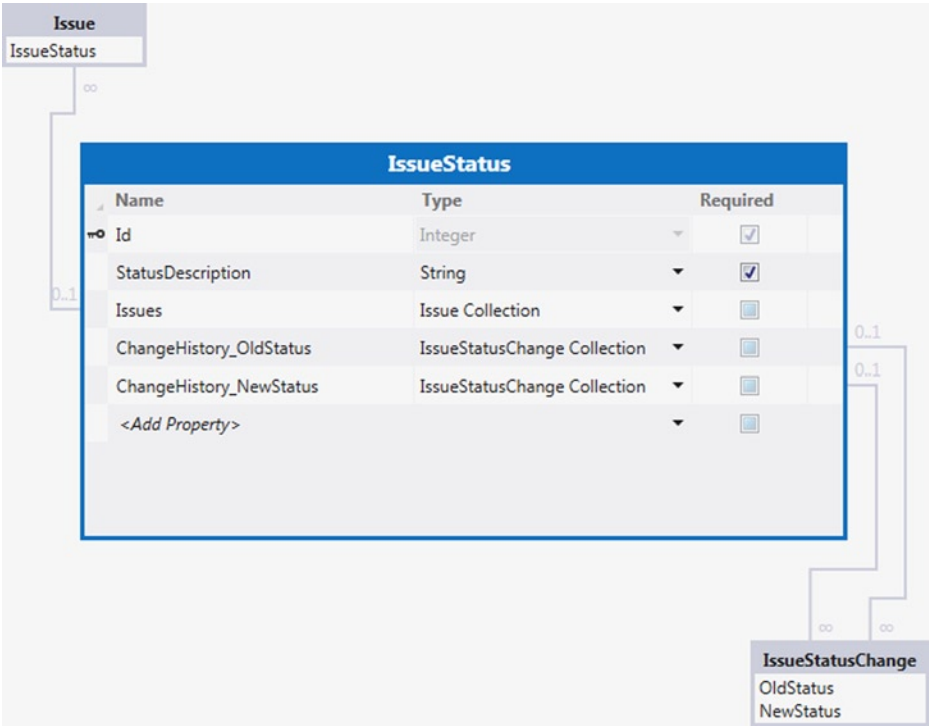 Issue
IssueStatus
∞
IssueStatus
Name Type Required
Id Integer
StatusDescription String
0..1
Issues Issue Collection
0..1
ChangeHistory_OldStatus IssueStatusChange Collection
0..1
ChangeHistory_NewStatus IssueStatusChange Collection
<Add Property>
∞ ∞
IssueStatusChange
OldStatus
NewStatus